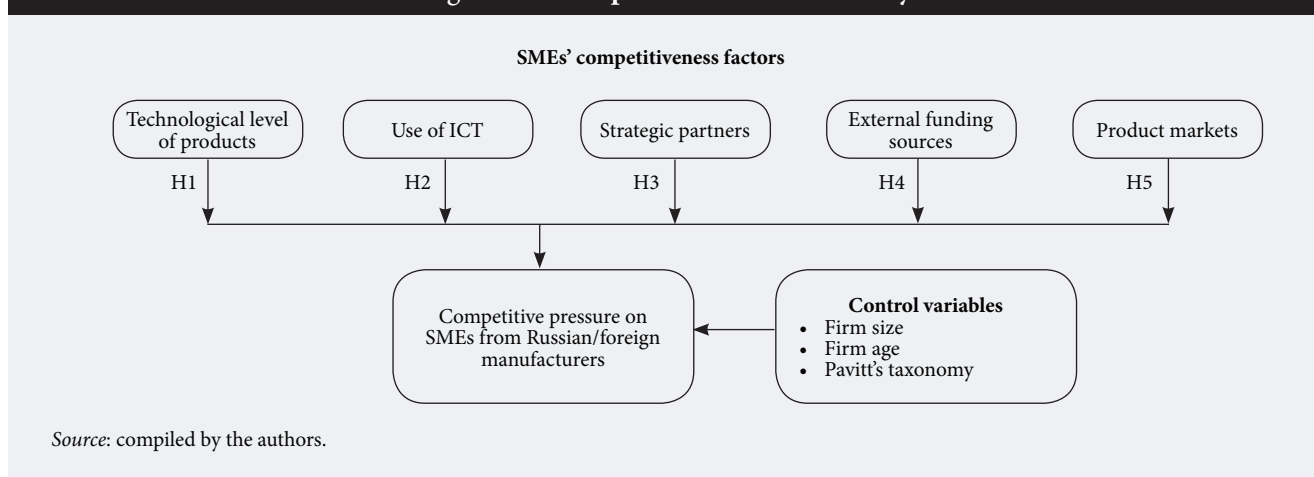 SMEs' competitiveness factors
Technological level
of products
Use of ICT
Strategic partners
External funding
sources
Product markets
H1
H2
H3
H4
H5
Competitive pressure on
SMEs from Russian/foreign
manufacturers
Control variables
• Firm size
• Firm age
• Pavitt's taxonomy
Source: compiled by the authors.